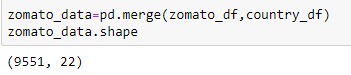 zomato_data=pd.merge(zomato_df,country_df)
zomato_data.shape
(9551, 22)